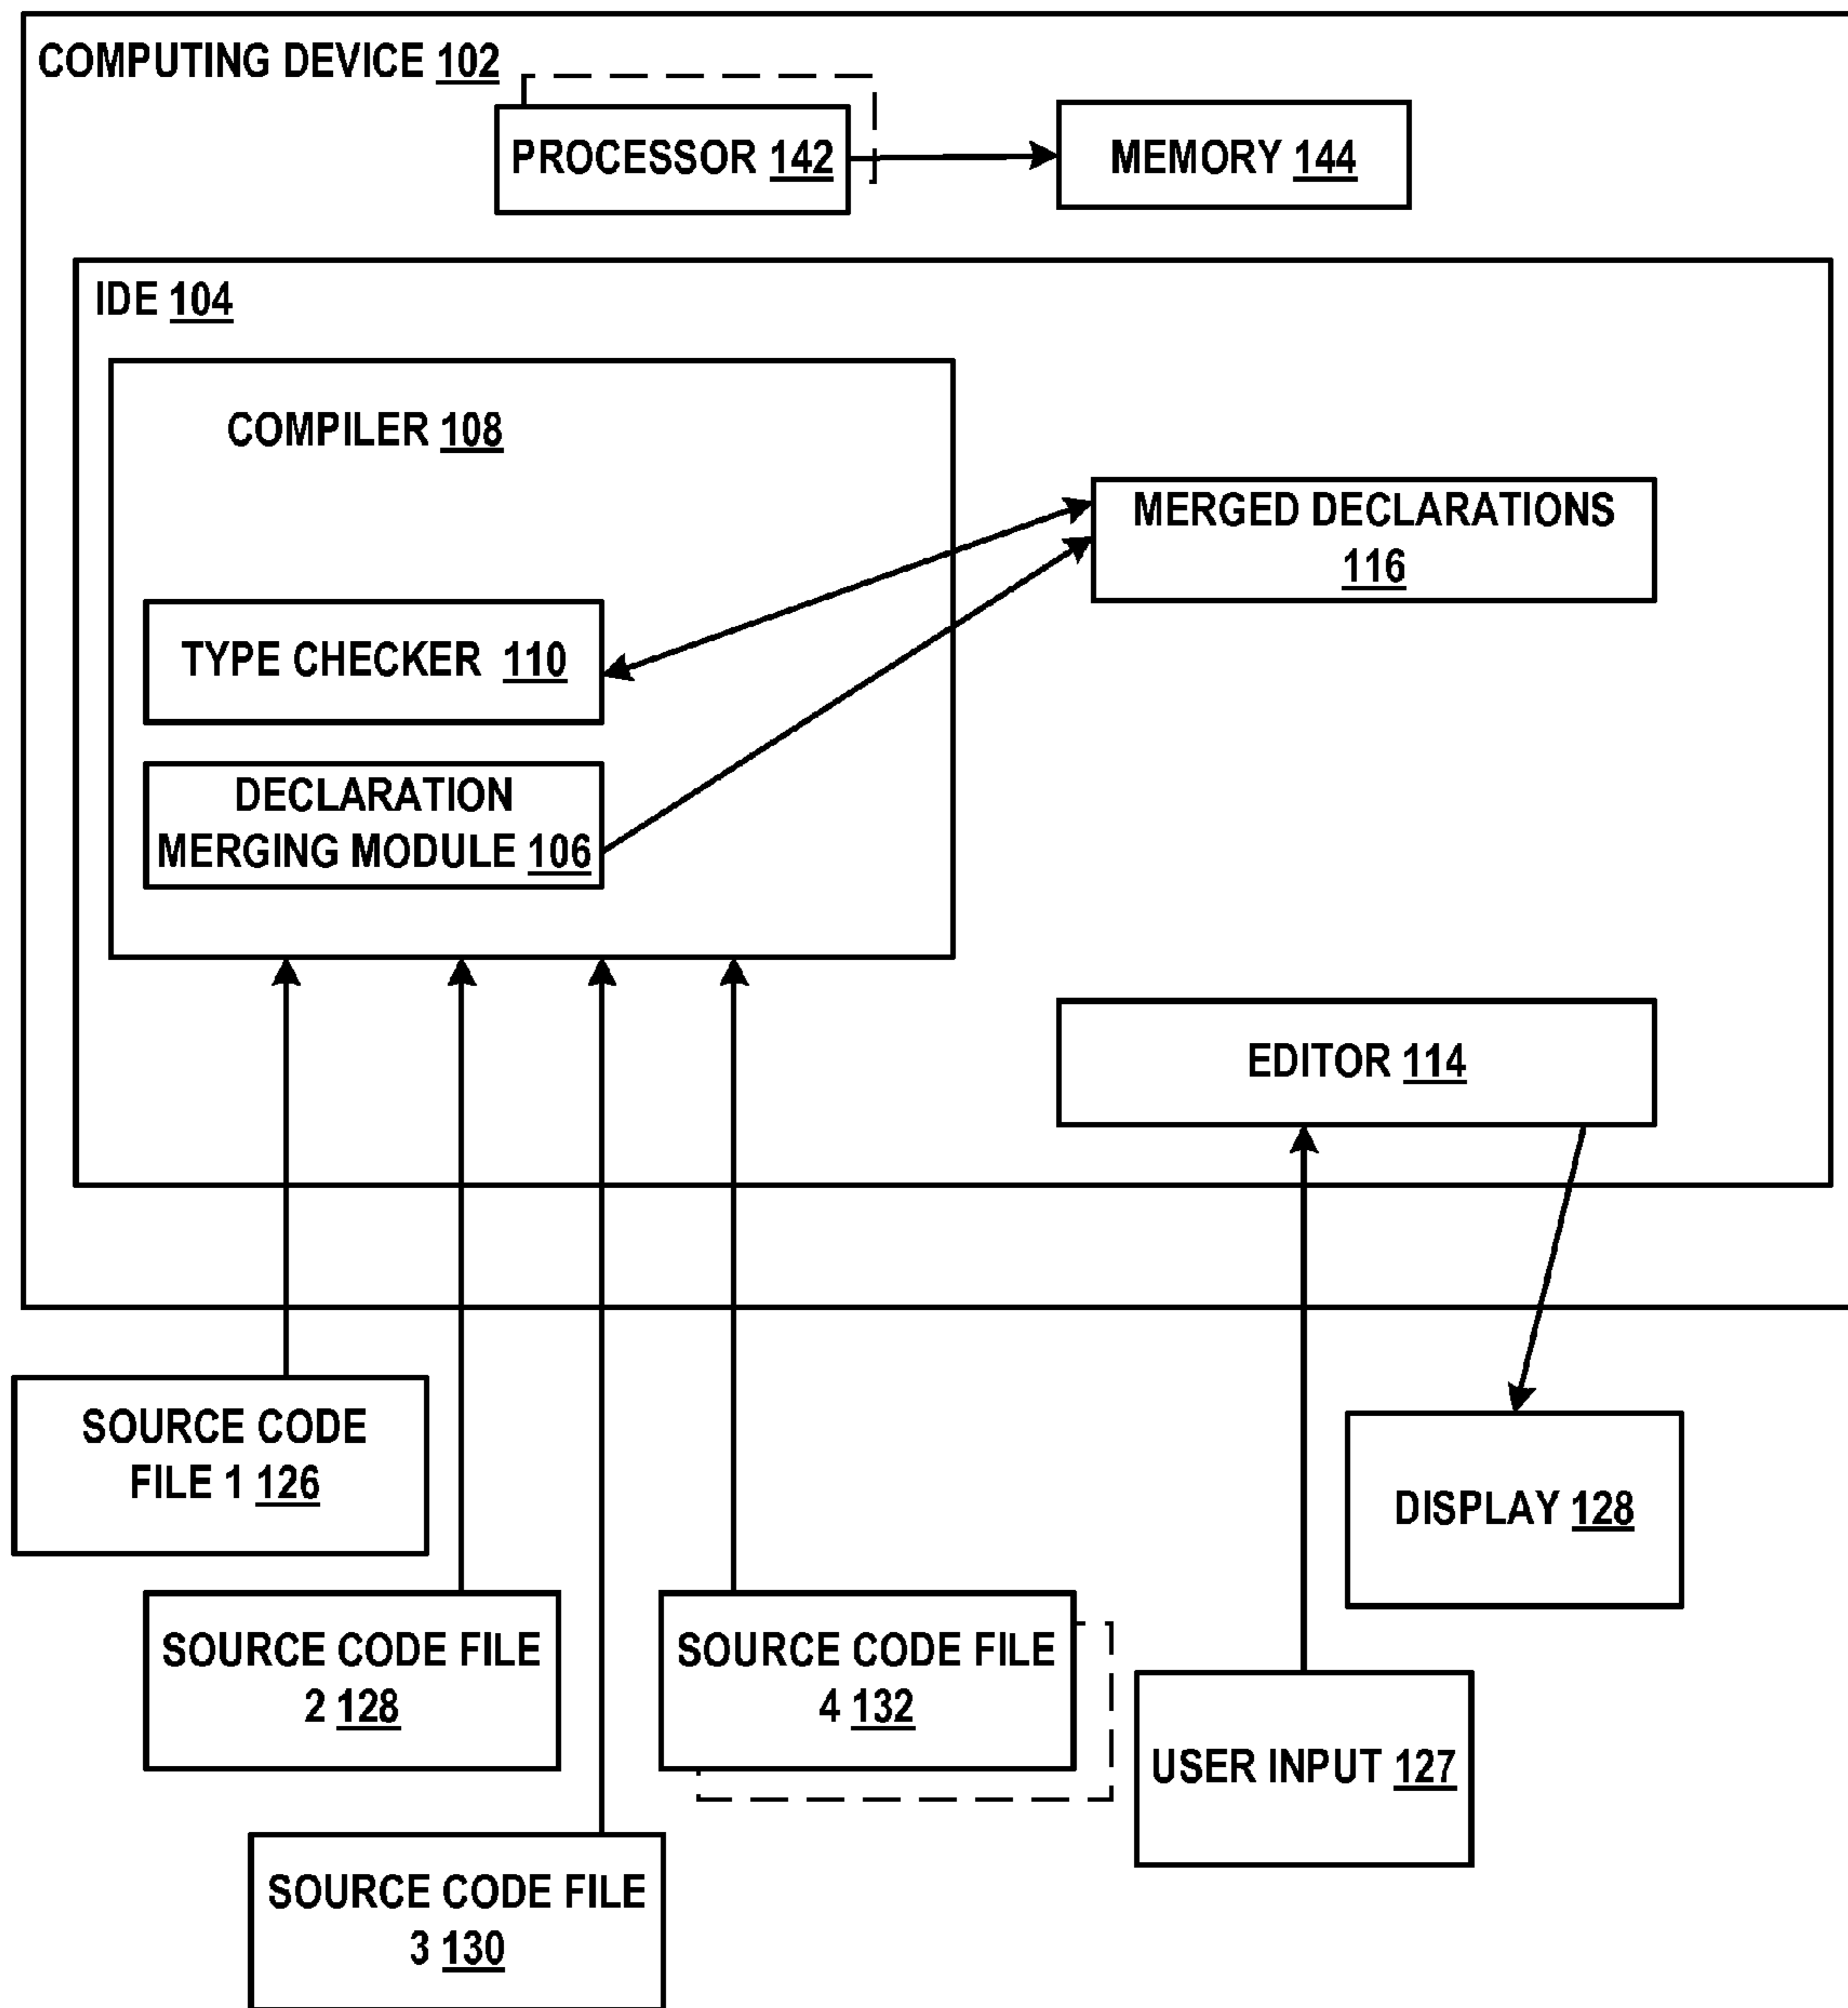 COMPUTING DEVICE 102
PROCESSOR 142
MEMORY 144
IDE 104
COMPILER 108
MERGED DECLARATIONS
116
TYPE CHECKER 110
DECLARATION
MERGING MODULE 106
EDITOR 114
SOURCE CODE
FILE 1 126
DISPLAY 128
SOURCE CODE FILE
2 128
SOURCE CODE FILE
4 132
USER INPUT 127
SOURCE CODE FILE
3 130